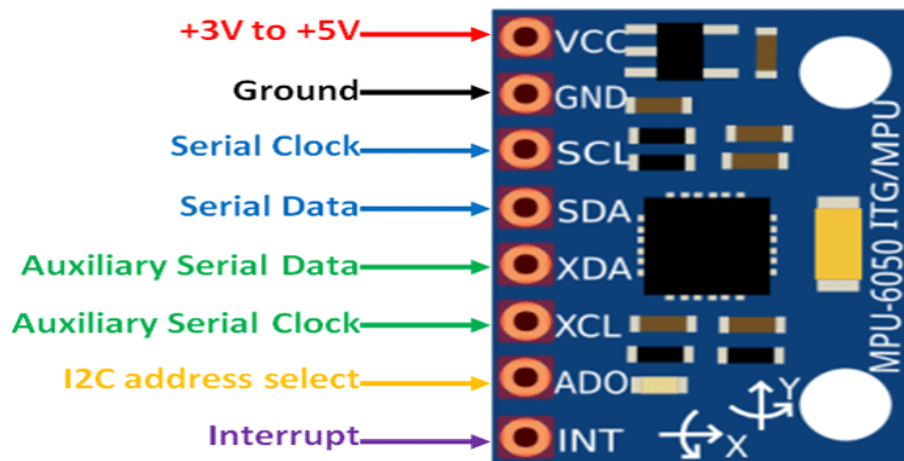 +3V to +5V VCC
Ground GND
Serial Clock SCL
Serial Data SDA
Auxiliary Serial Data XDA
Auxiliary Serial Clock XCL
I2C address select ADO
Interrupt INT
X
Y
MPU-6050 ITG/MPU